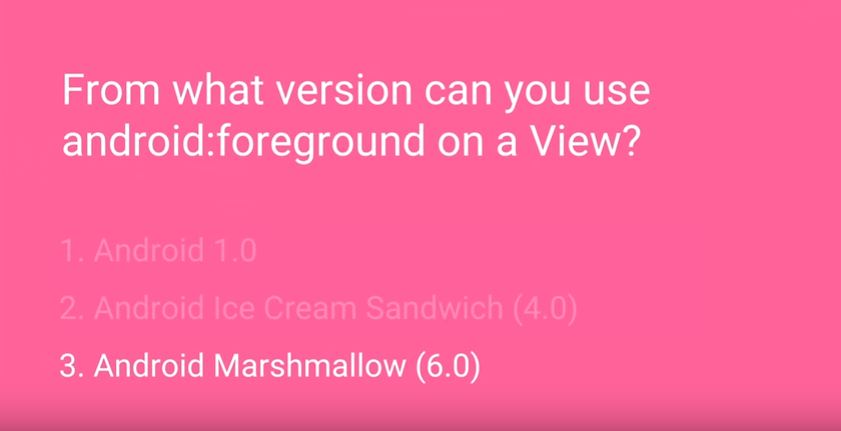 From what version can you use
android:foreground on a View?
1. Android 1.0
2. Android Ice Cream Sandwich (4.0)
3. Android Marshmallow (6.0)